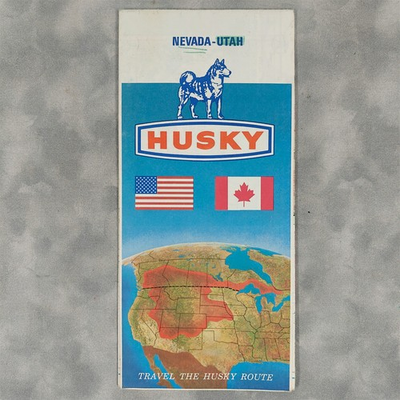 NEVADA-UTAH
HUSKY
TRAVEL THE HUSKY ROUTE